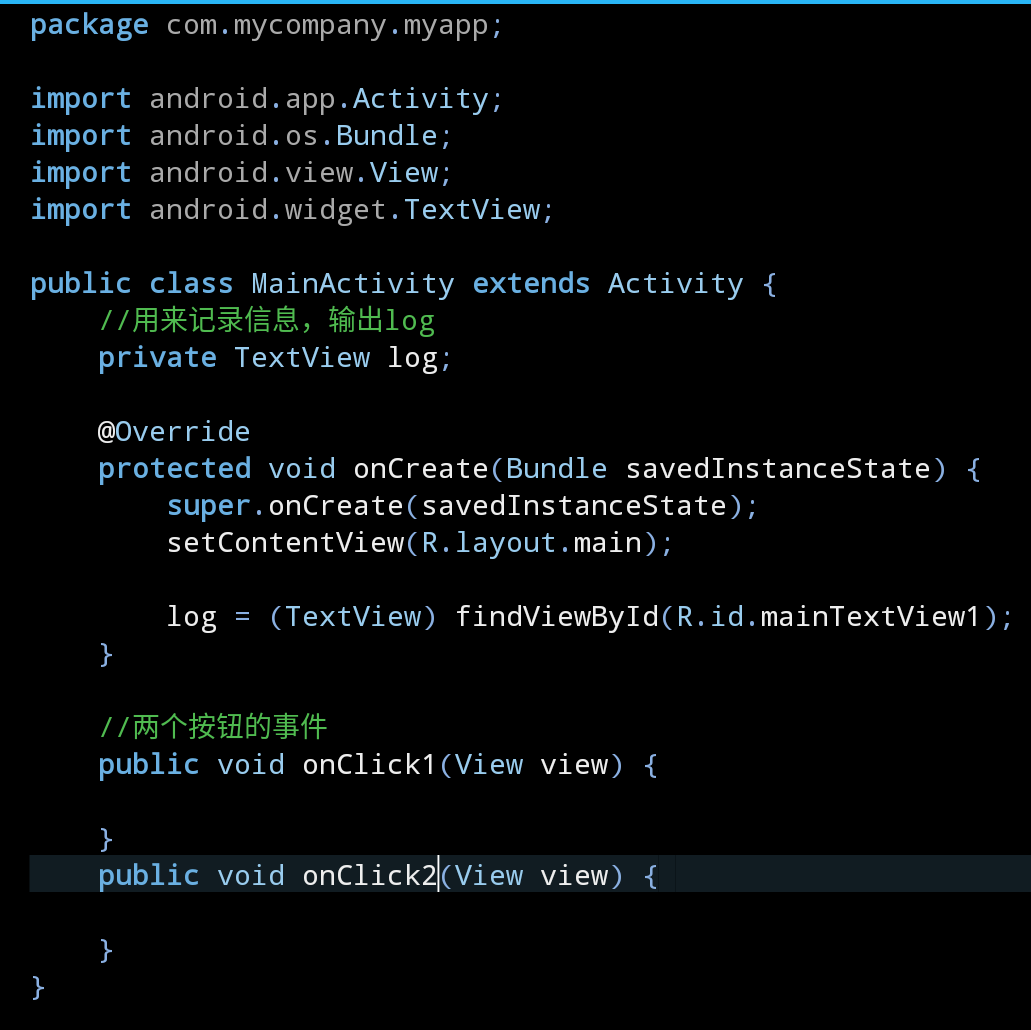 package com.mycompany.myapp;
import android.app.Activity;
import android.os.Bundle;
import android.view.View;
import android.widget.TextView;
public class MainActivity extends Activity {
//用来记录信息，输出log
private TextView log;
@Override
protected void onCreate(Bundle savedInstanceState) {
super.onCreate(savedInstanceState);
setContentView(R.layout.main);
log = (TextView) findViewById(R.id.mainTextView1);
}
//两个按钮的事件
public void onClick1(View view) {
}
public void onClick2(View view) {
}
}